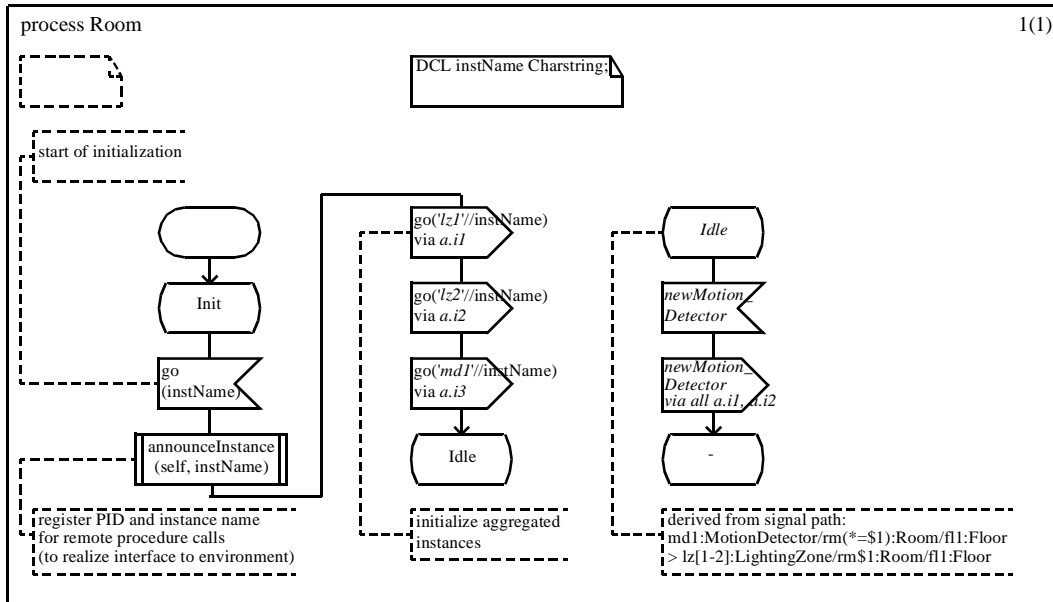 process Room
1(1)
DCL instName Charstring;
start of initialization
Init
go
(instName)
announceInstance
(self, instName)
register PID and instance name
for remote procedure calls
(to realize interface to environment)
go('lz1'//instName)
via a.i1
go('lz2'//instName)
via a.i2
go('md1'//instName)
via a.i3
Idle
initialize aggregated
instances
Idle
newMotion_
Detector
newMotion_
Detector
via all a.i1, a.i2
-
derived from signal path:
md1:MotionDetector/rm(*=$1):Room/fl1:Floor
> lz[1-2]:LightingZone/rm$1:Room/fl1:Floor